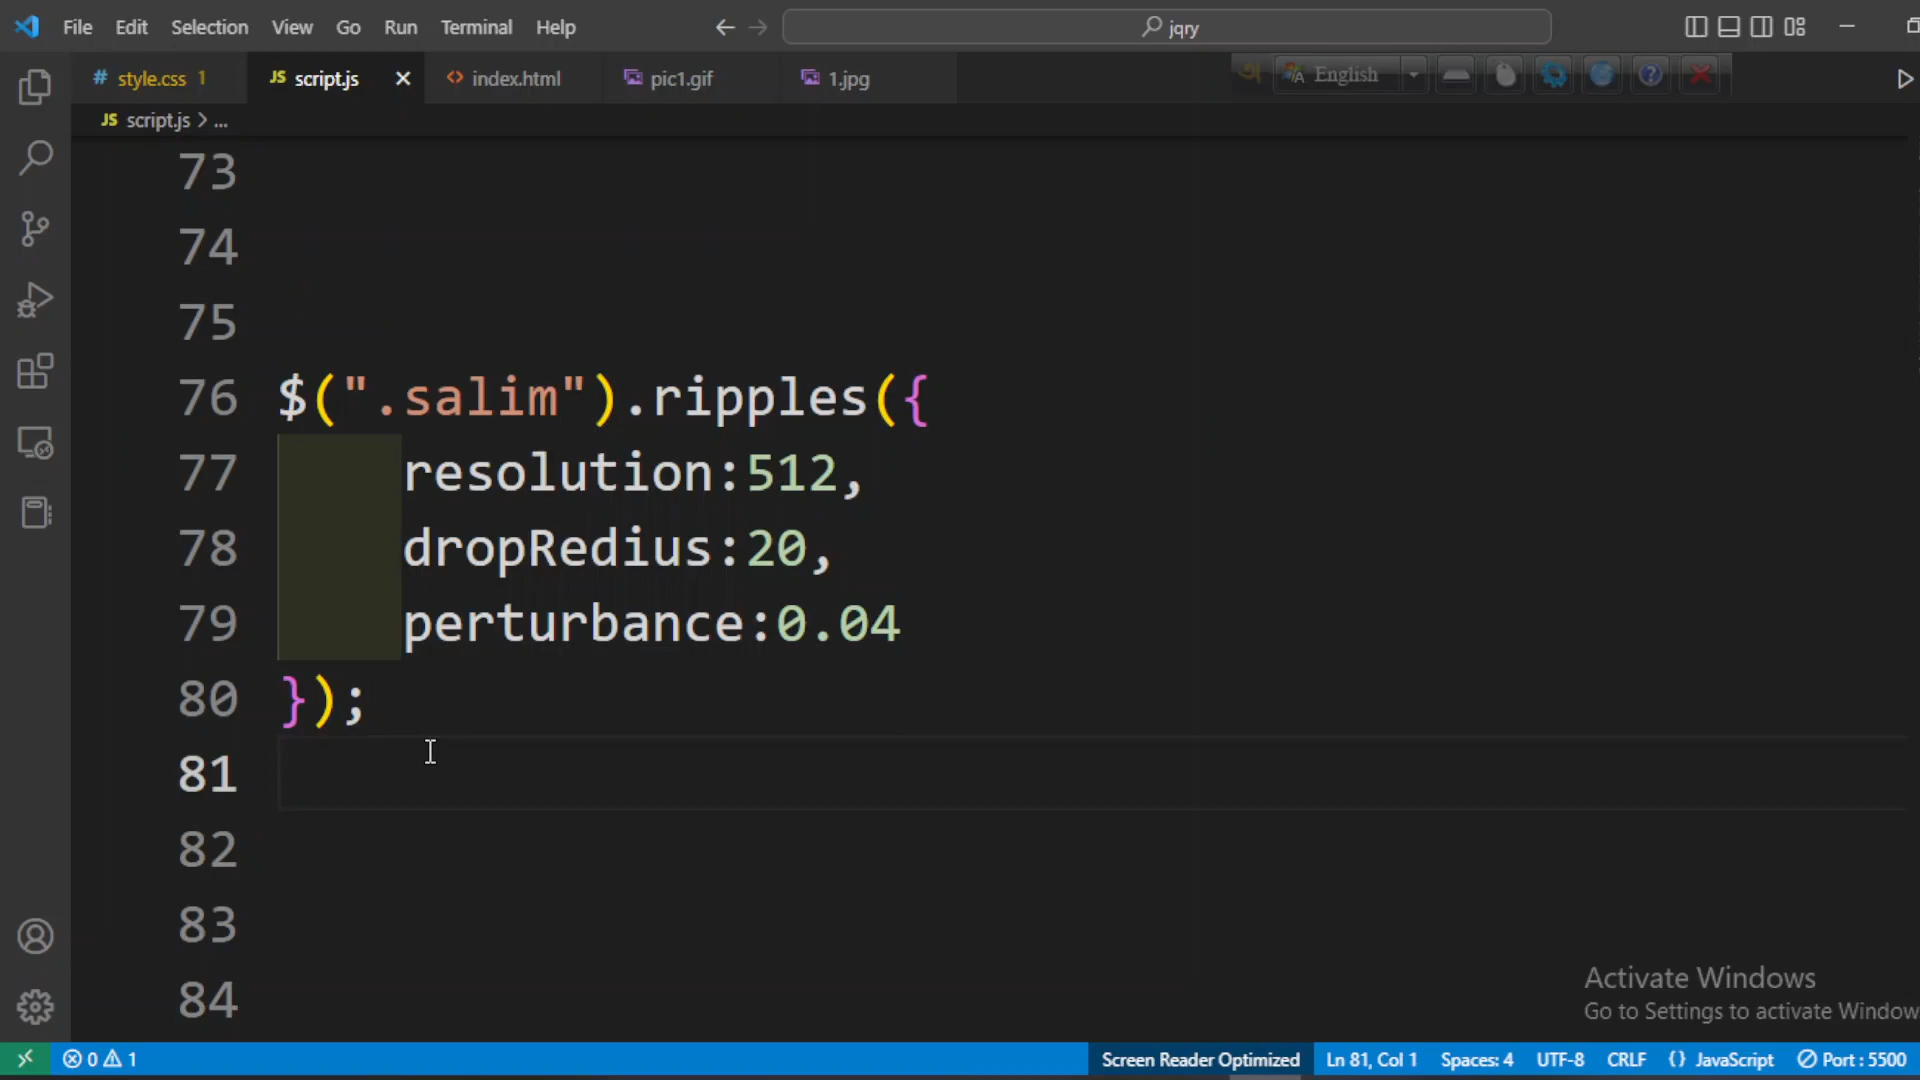 File Edit Selection View Go Run Terminal Help jqry
# style.css 1 JS script.js index.html pic1.gif 1.jpg English
JS script.js > ...
73
74
75
76 $(".salim").ripples({
77 resolution:512,
78 dropRedius:20,
79 perturbance:0.04
80 });
81
82
83
84
Activate Windows
Go to Settings to activate Window
0 1 Screen Reader Optimized Ln 81, Col 1 Spaces: 4 UTF-8 CRLF {} JavaScript Port : 5500